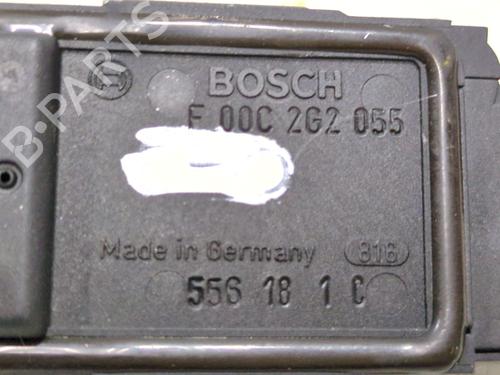 BOSCH
F 00C 2G2 055
Made in Germany 816
556 18 1 C
B-PARTS